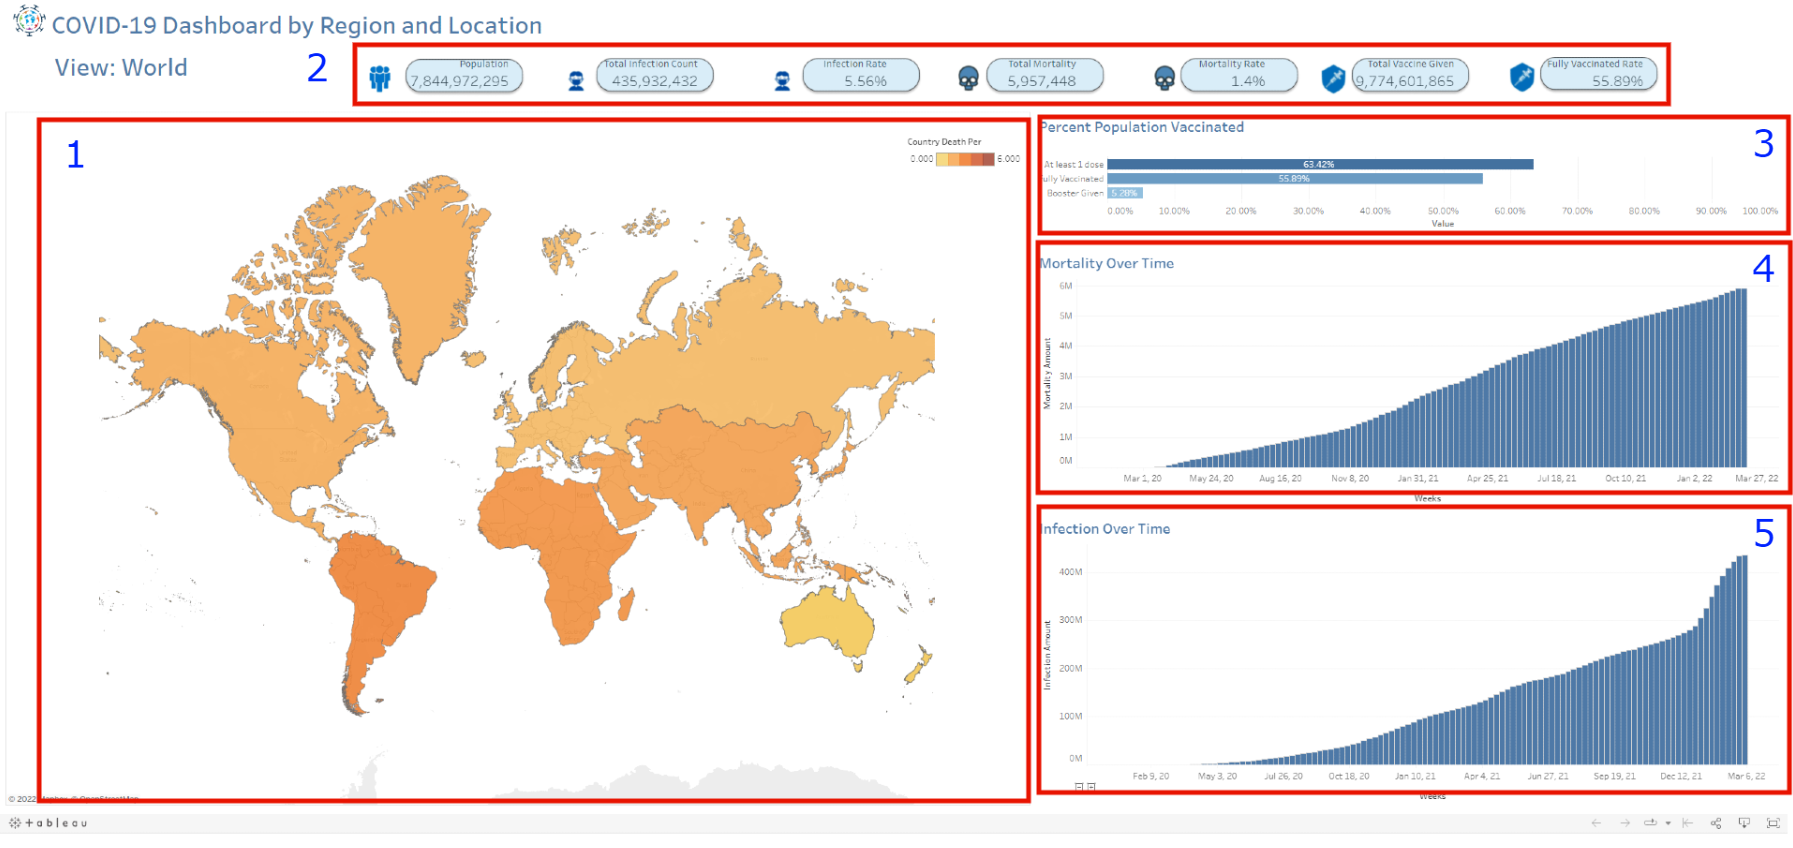 COVID-19 Dashboard by Region and Location
View: World
2
Population
7,844,972,295
Total Infection Count
435,932,432
Infection Rate
5.56%
Total Mortality
5,957,448
Mortality Rate
1.4%
Total Vaccine Given
9,774,601,865
Fully Vaccinated Rate
55.89%
1
Country Death Per
0.000 6.000
© 2022 Mapbox © OpenStreetMap
Percent Population Vaccinated
3
At least 1 dose 63.42%
ully Vaccinated 55.89%
Booster Given 5.28%
0.00% 10.00% 20.00% 30.00% 40.00% 50.00% 60.00% 70.00% 80.00% 90.00% 100.00%
Value
Mortality Over Time
4
6M
5M
4M
3M
2M
1M
0M
Mortality Amount
Mar 1, 20 May 24, 20 Aug 16, 20 Nov 8, 20 Jan 31, 21 Apr 25, 21 Jul 18, 21 Oct 10, 21 Jan 2, 22 Mar 27, 22
Weeks
Infection Over Time
5
400M
300M
200M
100M
0M
Infection Amount
Feb 9, 20 May 3, 20 Jul 26, 20 Oct 18, 20 Jan 10, 21 Apr 4, 21 Jun 27, 21 Sep 19, 21 Dec 12, 21 Mar 6, 22
Weeks
+ a b l e a u